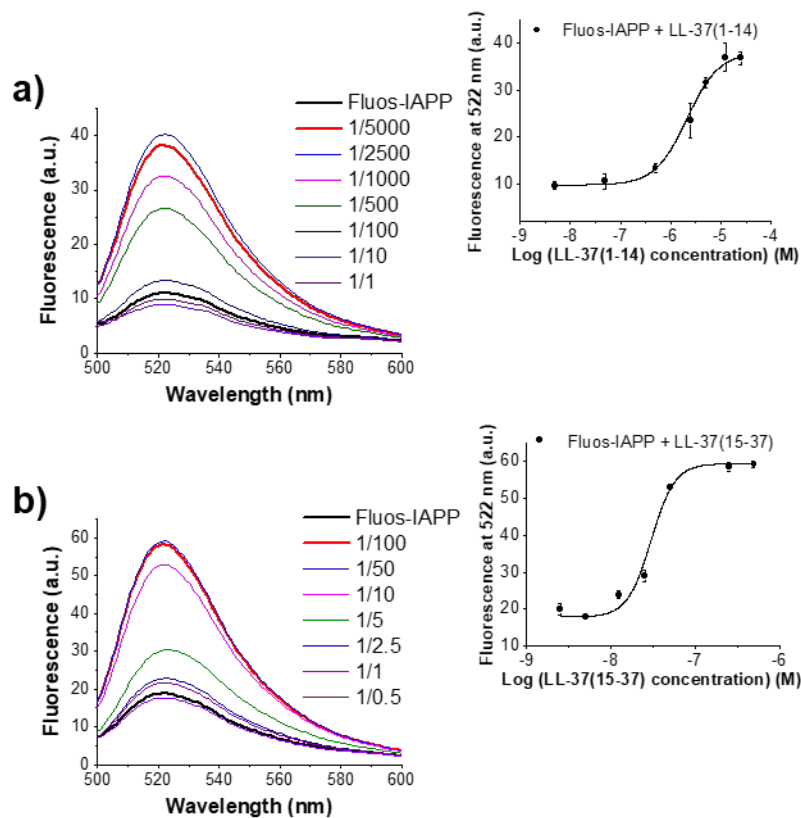 a)
Fluorescence (a.u.)
40
30
20
10
0
500 520 540 560 580 600
Wavelength (nm)
Fluos-IAPP
1/5000
1/2500
1/1000
1/500
1/100
1/10
1/1
Fluorescence at 522 nm (a.u.)
40
30
20
10
Fluos-IAPP + LL-37(1-14)
-9 -8 -7 -6 -5 -4
Log (LL-37(1-14) concentration) (M)
b)
Fluorescence (a.u.)
60
50
40
30
20
10
0
500 520 540 560 580 600
Wavelength (nm)
Fluos-IAPP
1/100
1/50
1/10
1/5
1/2.5
1/1
1/0.5
Fluorescence at 522 nm (a.u.)
60
50
40
30
20
10
Fluos-IAPP + LL-37(15-37)
-9 -8 -7 -6
Log (LL-37(15-37) concentration) (M)